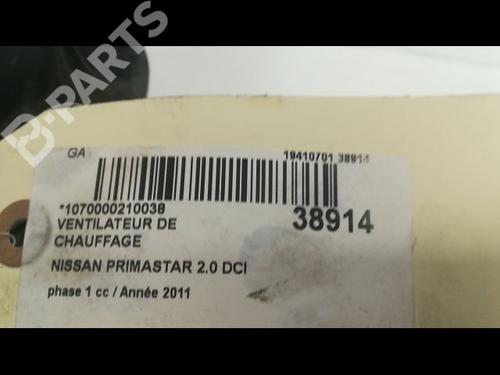 B-PARTS
GA
19410701 38914
*1070000210038
VENTILATEUR DE
CHAUFFAGE
38914
NISSAN PRIMASTAR 2.0 DCI
phase 1 cc / Année 2011